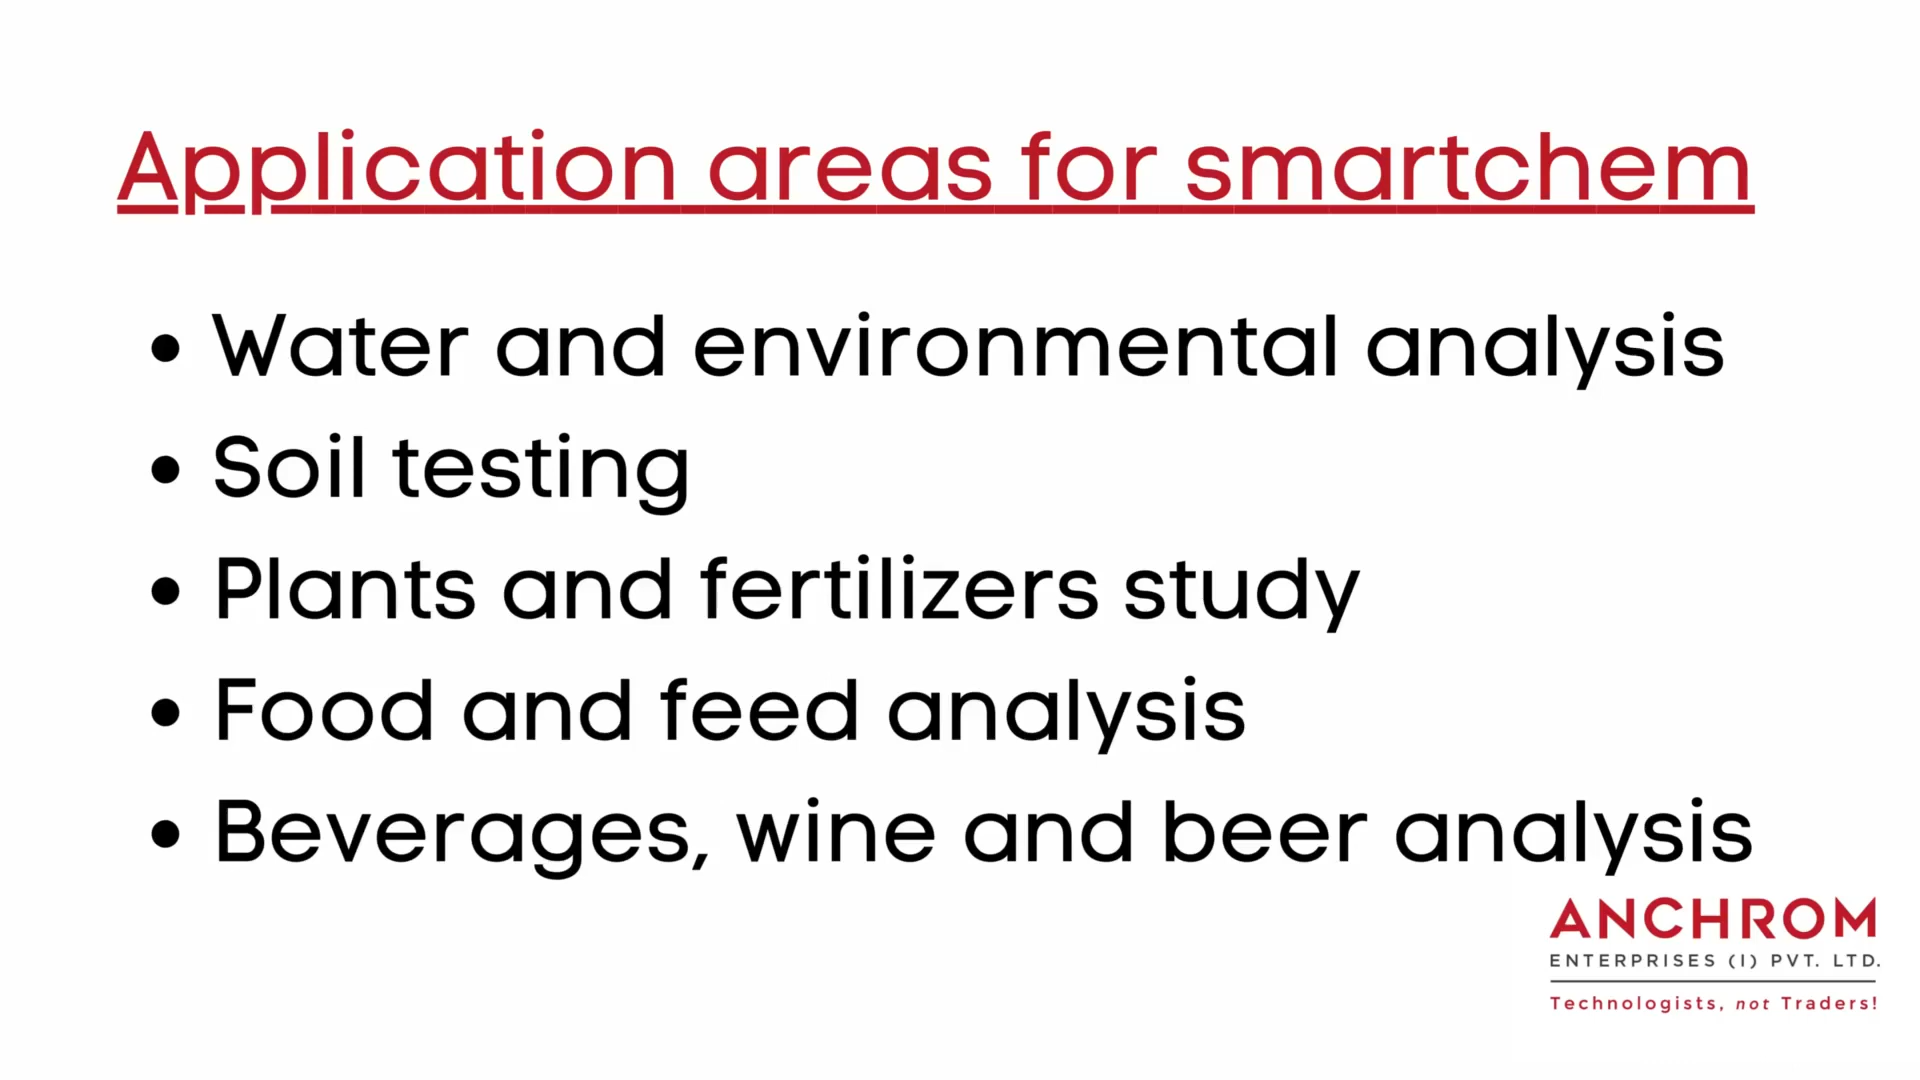 Application areas for smartchem
• Water and environmental analysis
• Soil testing
• Plants and fertilizers study
• Food and feed analysis
• Beverages, wine and beer analysis
ANCHROM
ENTERPRISES (I) PVT. LTD.
Technologists, not Traders!